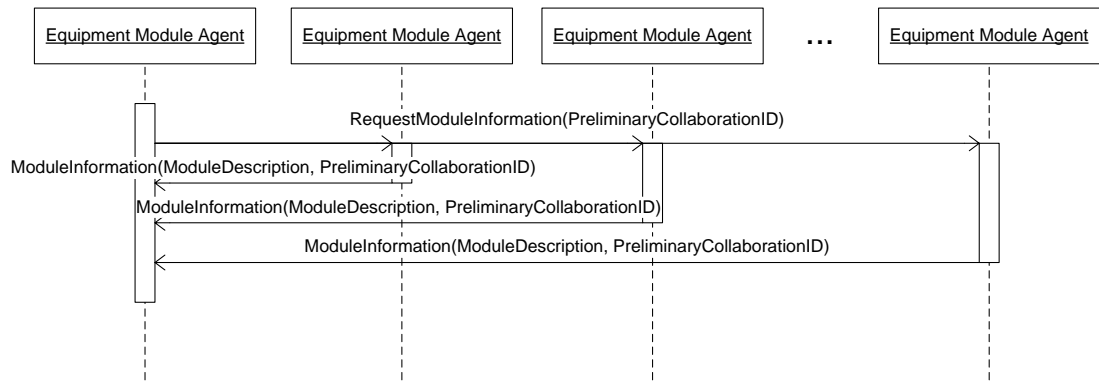 Equipment Module Agent
Equipment Module Agent
Equipment Module Agent
...
Equipment Module Agent
RequestModuleInformation(PreliminaryCollaborationID)
ModuleInformation(ModuleDescription, PreliminaryCollaborationID)
ModuleInformation(ModuleDescription, PreliminaryCollaborationID)
ModuleInformation(ModuleDescription, PreliminaryCollaborationID)